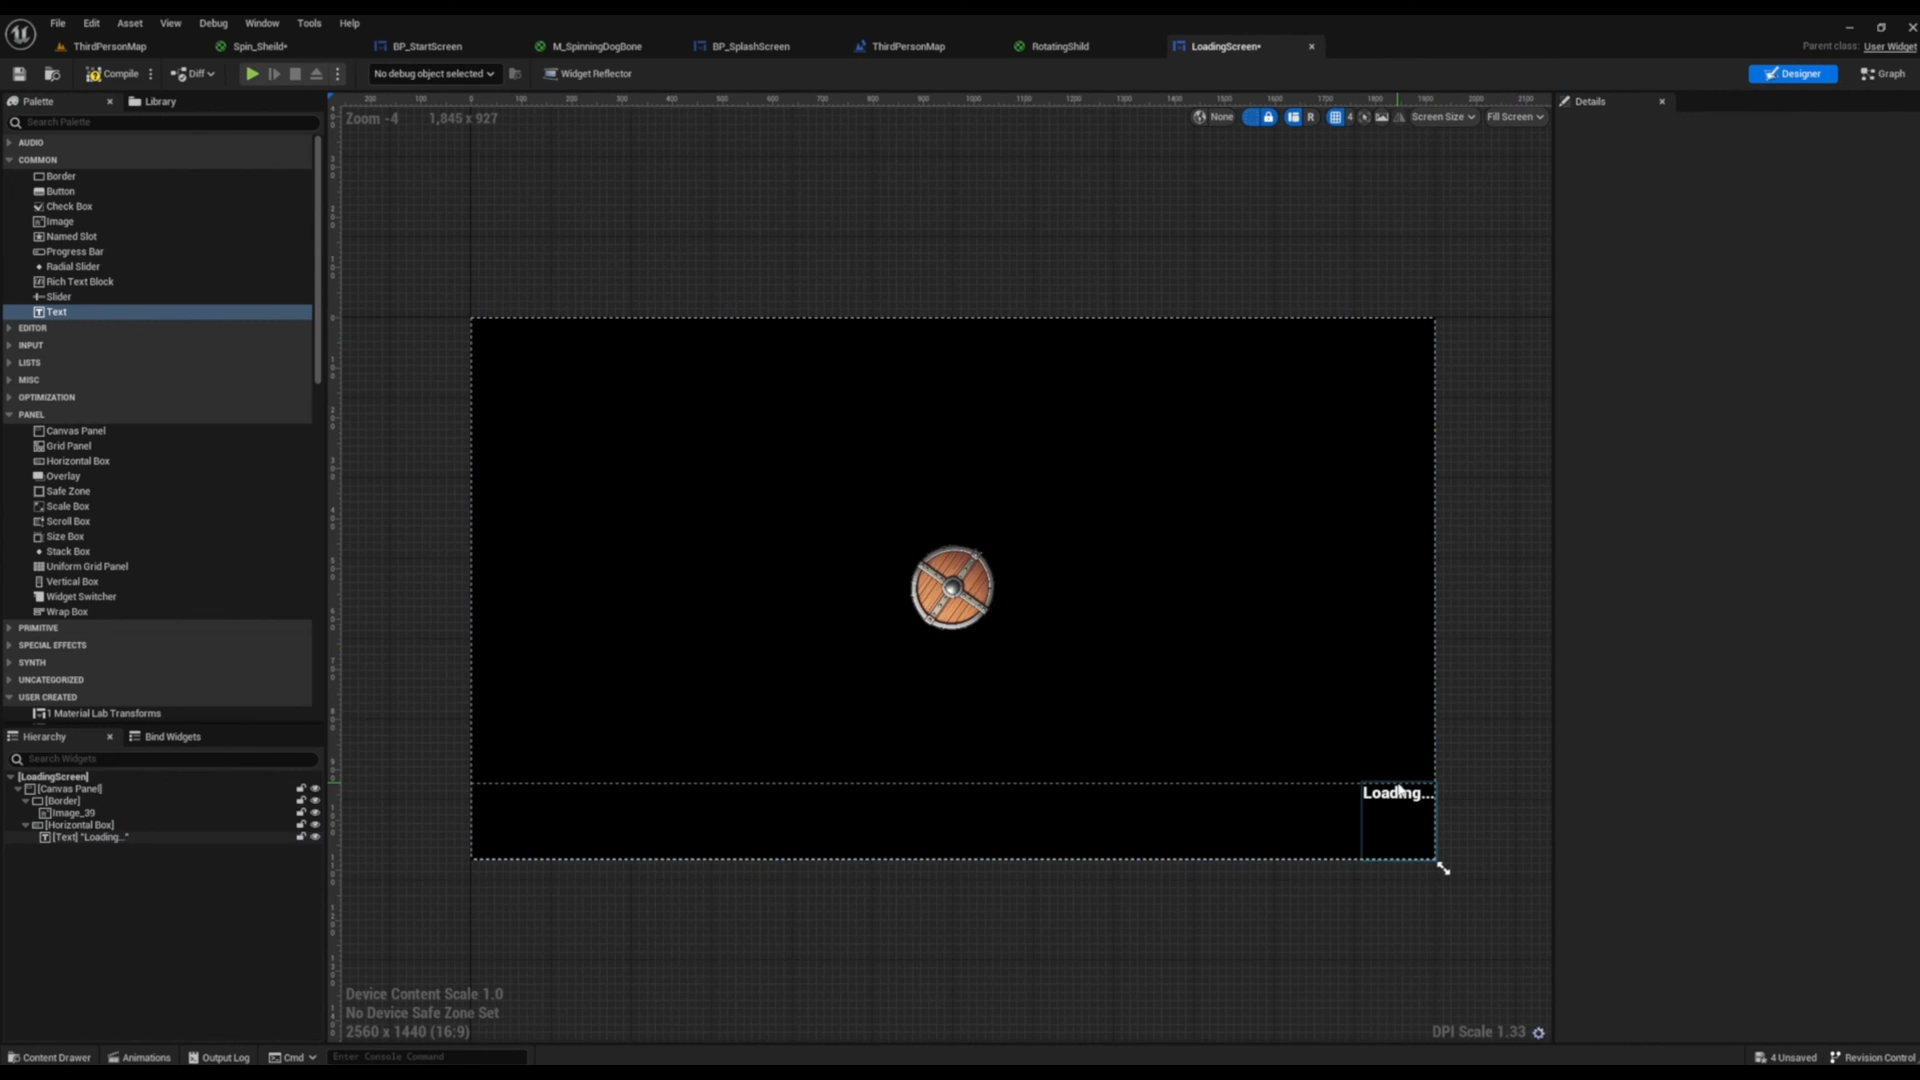 File Edit Asset View Debug Window Tools Help
ThirdPersonMap Spin_Sheild* BP_StartScreen M_SpinningDogBone BP_SplashScreen ThirdPersonMap RotatingShild LoadingScreen*
Parent class: User Widget
Compile Diff No debug object selected Widget Reflector Designer Graph
Palette Library
Search Palette
AUDIO
COMMON
Border
Button
Check Box
Image
Named Slot
Progress Bar
Radial Slider
Rich Text Block
Slider
Text
EDITOR
INPUT
LISTS
MISC
OPTIMIZATION
PANEL
Canvas Panel
Grid Panel
Horizontal Box
Overlay
Safe Zone
Scale Box
Scroll Box
Size Box
Stack Box
Uniform Grid Panel
Vertical Box
Widget Switcher
Wrap Box
PRIMITIVE
SPECIAL EFFECTS
SYNTH
UNCATEGORIZED
USER CREATED
1 Material Lab Transforms
Hierarchy Bind Widgets
Search Widgets
[LoadingScreen]
[Canvas Panel]
[Border]
Image_39
[Horizontal Box]
[Text] "Loading..."
Zoom -4 1,845 x 927
None R 4 Screen Size Fill Screen
Loading...
Device Content Scale 1.0
No Device Safe Zone Set
2560 x 1440 (16:9)
DPI Scale 1.33
Details
Content Drawer Animations Output Log Cmd Enter Console Command 4 Unsaved Revision Control